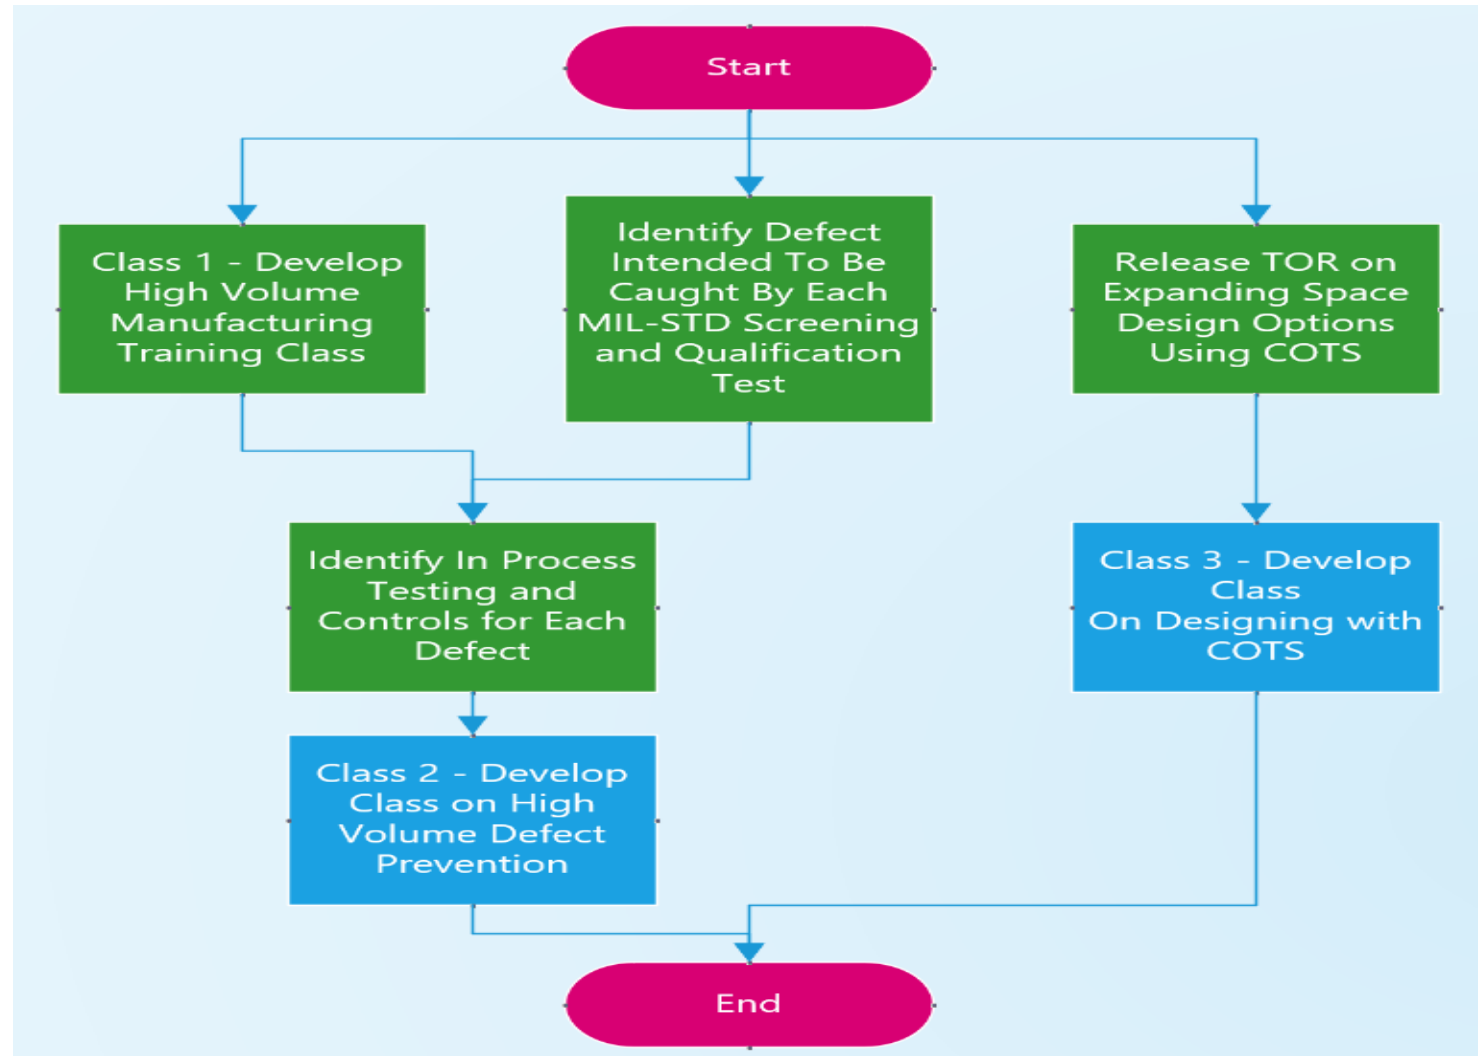 Start
Class 1 - Develop
High Volume
Manufacturing
Training Class
Identify Defect
Intended To Be
Caught By Each
MIL-STD Screening
and Qualification
Test
Release TOR on
Expanding Space
Design Options
Using COTS
Identify In Process
Testing and
Controls for Each
Defect
Class 3 - Develop
Class
On Designing with
COTS
Class 2 - Develop
Class on High
Volume Defect
Prevention
End